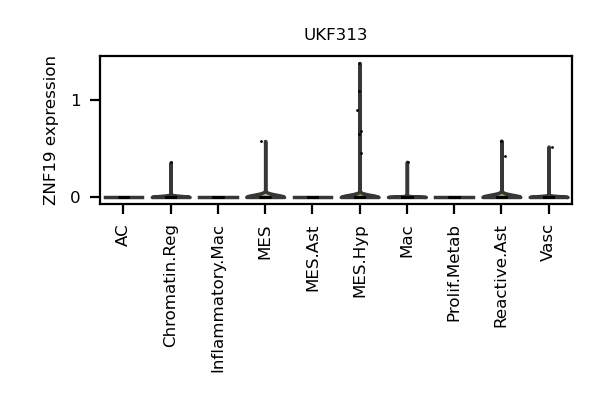 UKF313
ZNF19 expression
1
0
AC
Chromatin.Reg
Inflammatory.Mac
MES
MES.Ast
MES.Hyp
Mac
Prolif.Metab
Reactive.Ast
Vasc